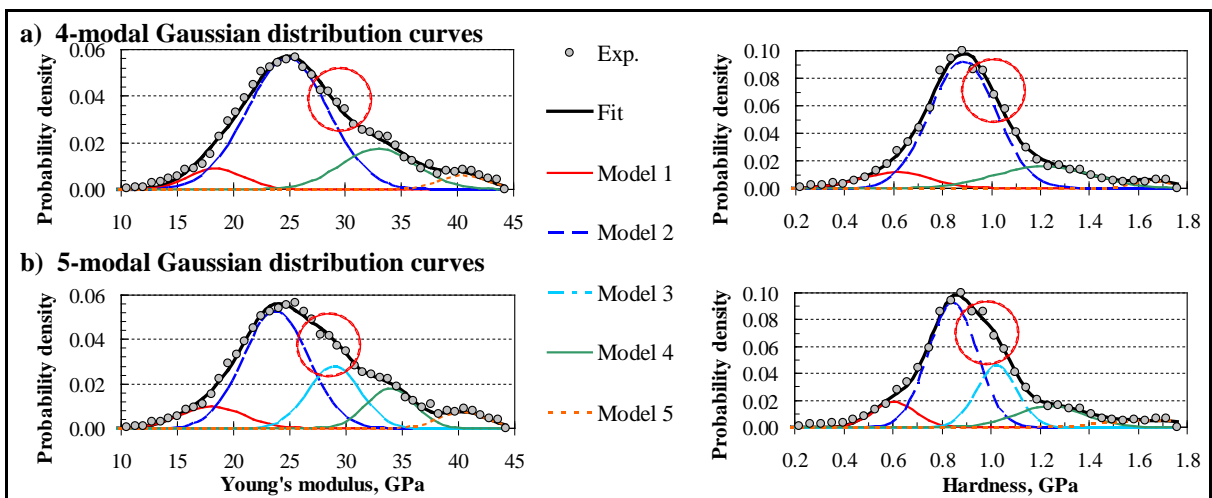 a) 4-modal Gaussian distribution curves
Probability density
0.06
0.04
0.02
0.00
10 15 20 25 30 35 40 45
Exp.
Fit
Model 1
Model 2
Model 3
Model 4
Model 5
Probability density
0.10
0.08
0.06
0.04
0.02
0.00
0.2 0.4 0.6 0.8 1.0 1.2 1.4 1.6 1.8
b) 5-modal Gaussian distribution curves
Probability density
0.06
0.04
0.02
0.00
10 15 20 25 30 35 40 45
Young's modulus, GPa
Probability density
0.10
0.08
0.06
0.04
0.02
0.00
0.2 0.4 0.6 0.8 1.0 1.2 1.4 1.6 1.8
Hardness, GPa